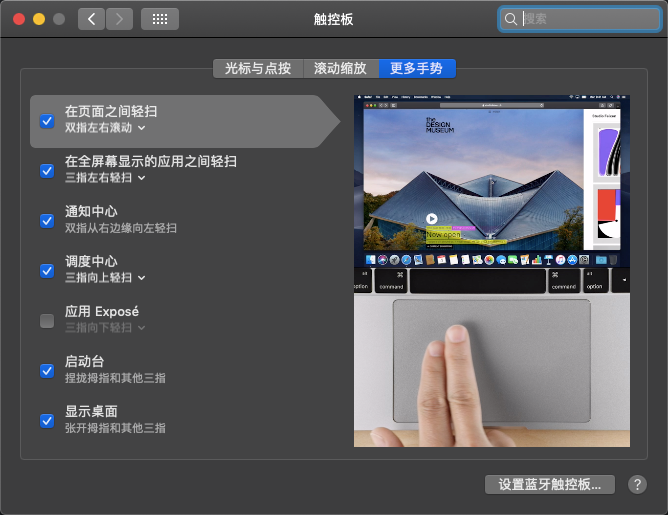 触控板
搜索
光标与点按
滚动缩放
更多手势
在页面之间轻扫
双指左右滚动
在全屏幕显示的应用之间轻扫
三指左右轻扫
通知中心
双指从右边缘向左轻扫
调度中心
三指向上轻扫
应用 Exposé
三指向下轻扫
启动台
捏拢拇指和其他三指
显示桌面
张开拇指和其他三指
the
DESIGN
MUSEUM
Now open
alt
option
⌘
command
⌘
command
alt
option
设置蓝牙触控板...
?